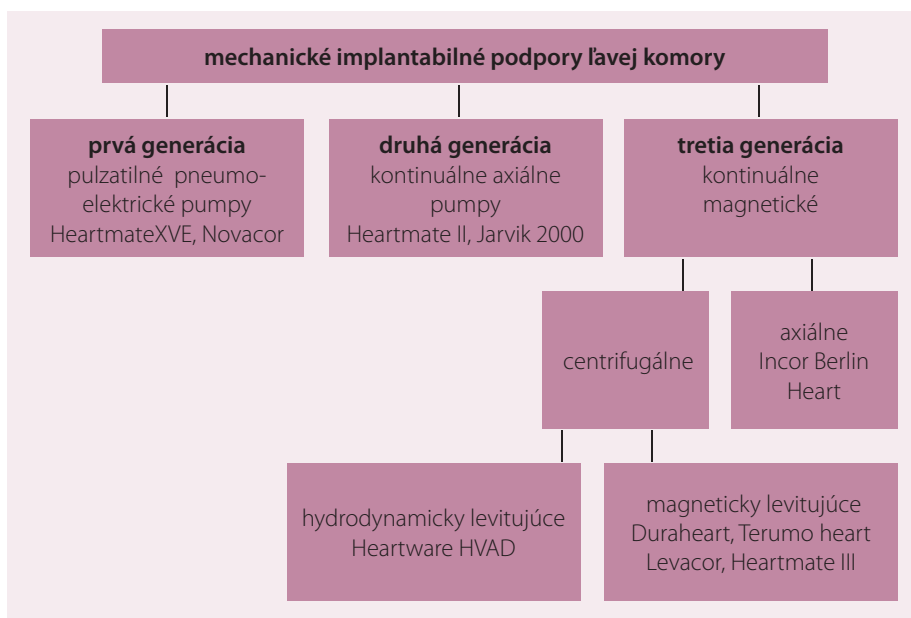 mechanické implantabilné podpory ľavej komory
prvá generácia
pulzatilné pneumo-
elektrické pumpy
HeartmateXVE, Novacor
druhá generácia
kontinuálne axiálne
pumpy
Heartmate II, Jarvik 2000
tretia generácia
kontinuálne
magnetické
centrifugálne
axiálne
Incor Berlin
Heart
hydrodynamicky levitujúce
Heartware HVAD
magneticky levitujúce
Duraheart, Terumo heart
Levacor, Heartmate III